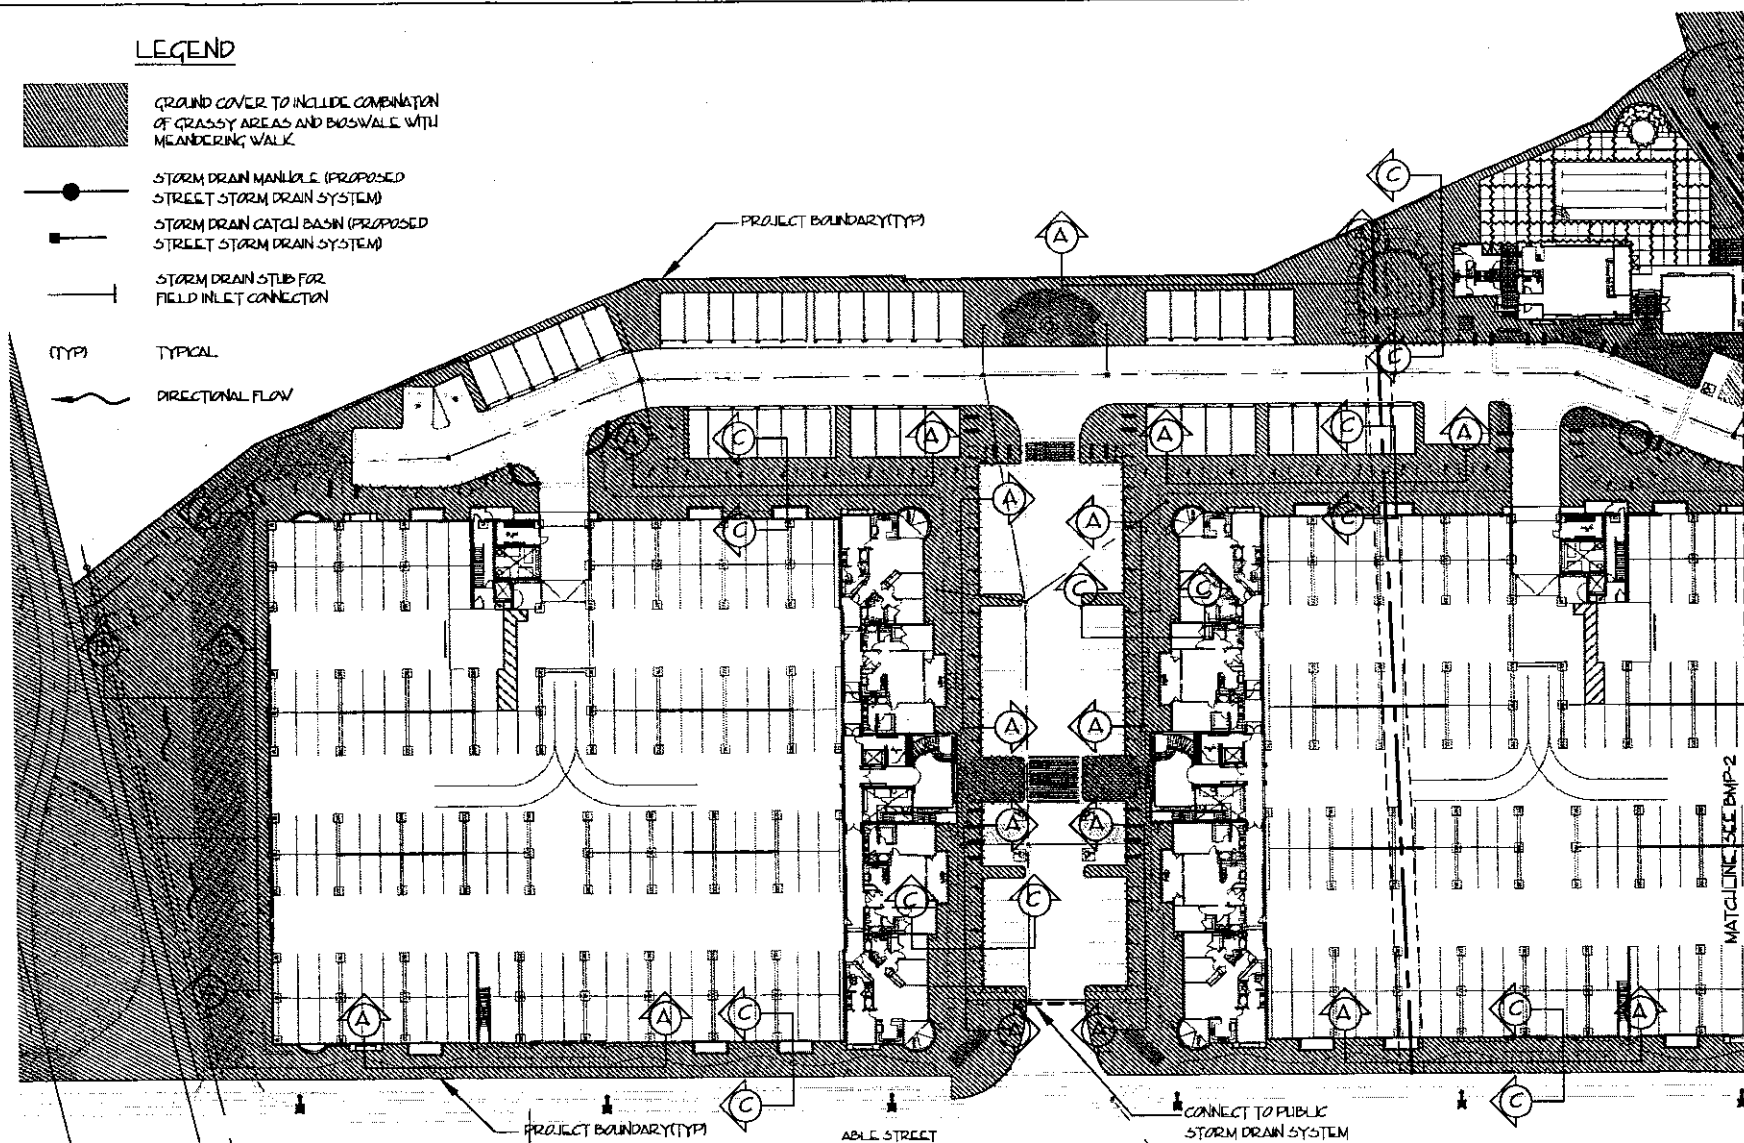 LEGEND
GROUND COVER TO INCLUDE COMBINATION
OF GRASSY AREAS AND BIOSWALE WITH
MEANDERING WALK
STORM DRAIN MANHOLE (PROPOSED
STREET STORM DRAIN SYSTEM)
STORM DRAIN CATCH BASIN (PROPOSED
STREET STORM DRAIN SYSTEM)
STORM DRAIN STUB FOR
FIELD INLET CONNECTION
(TYP) TYPICAL
DIRECTIONAL FLOW
PROJECT BOUNDARY(TYP)
C
A
C
A
C
A
C
A
C
A
A
A
C
C
C
C
A
A
A
A
C
C
A
A
C
A
C
A
MATCHLINE, SEE BMP-2
C
C
PROJECT BOUNDARY(TYP)
ABLE STREET
CONNECT TO PUBLIC
STORM DRAIN SYSTEM